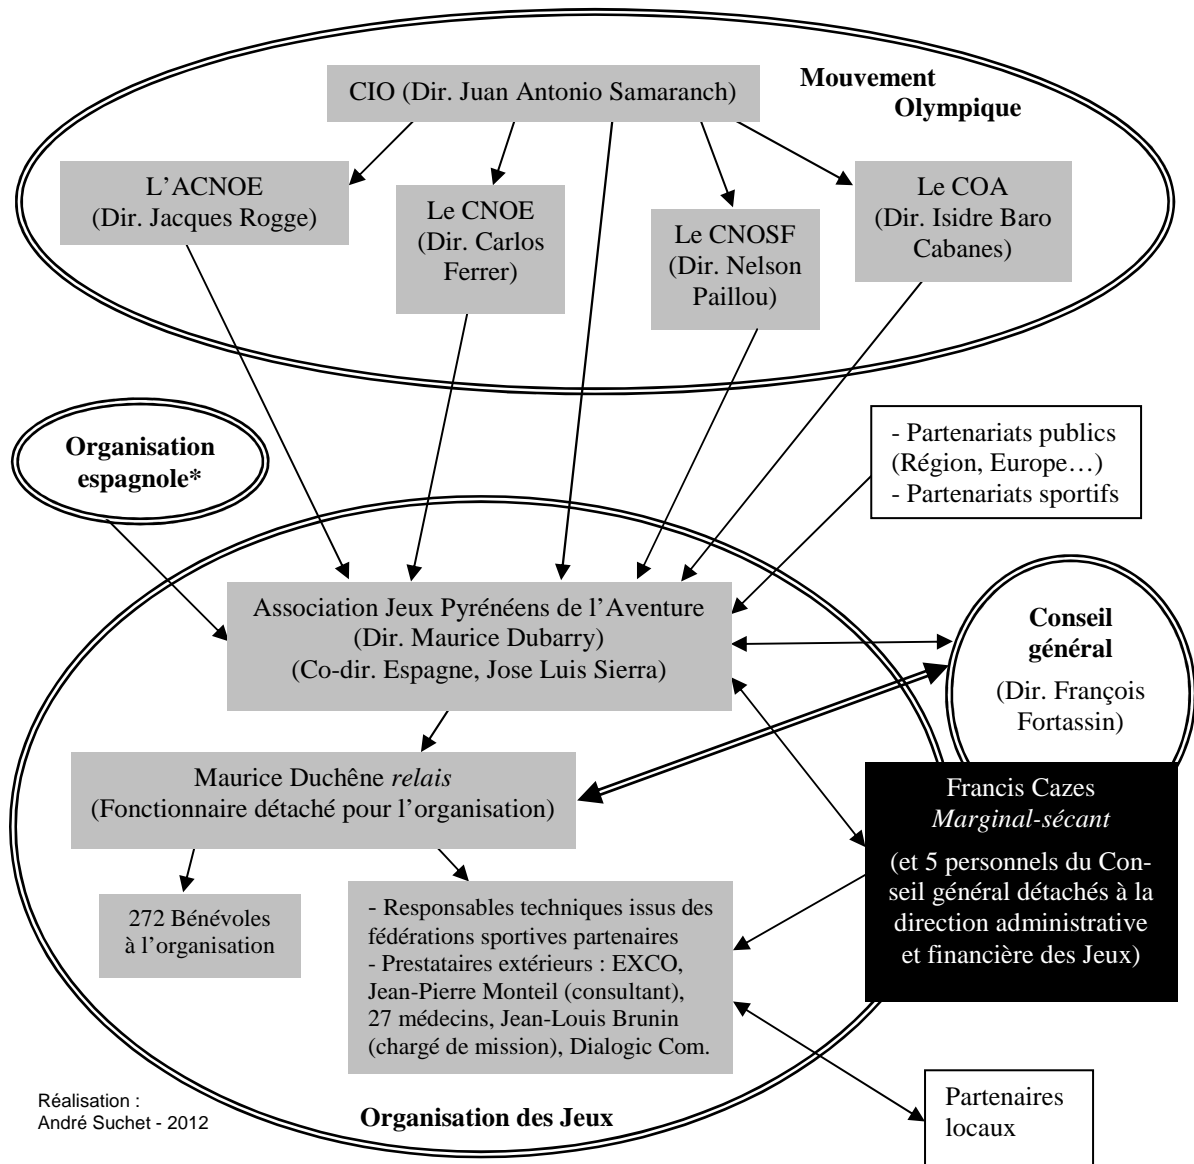 CIO (Dir. Juan Antonio Samaranch)
Mouvement
Olympique
L’ACNOE
(Dir. Jacques Rogge)
Le CNOE
(Dir. Carlos
Ferrer)
Le CNOSF
(Dir. Nelson
Paillou)
Le COA
(Dir. Isidre Baro
Cabanes)
Organisation
espagnole*
- Partenariats publics
(Région, Europe…)
- Partenariats sportifs
Association Jeux Pyrénéens de l’Aventure
(Dir. Maurice Dubarry)
(Co-dir. Espagne, Jose Luis Sierra)
Conseil
général
(Dir. François
Fortassin)
Maurice Duchêne relais
(Fonctionnaire détaché pour l’organisation)
Francis Cazes
Marginal-sécant
(et 5 personnels du Con-
seil général détachés à la
direction administrative
et financière des Jeux)
272 Bénévoles
à l’organisation
- Responsables techniques issus des
fédérations sportives partenaires
- Prestataires extérieurs : EXCO,
Jean-Pierre Monteil (consultant),
27 médecins, Jean-Louis Brunin
(chargé de mission), Dialogic Com.
Partenaires
locaux
Réalisation :
André Suchet - 2012
Organisation des Jeux